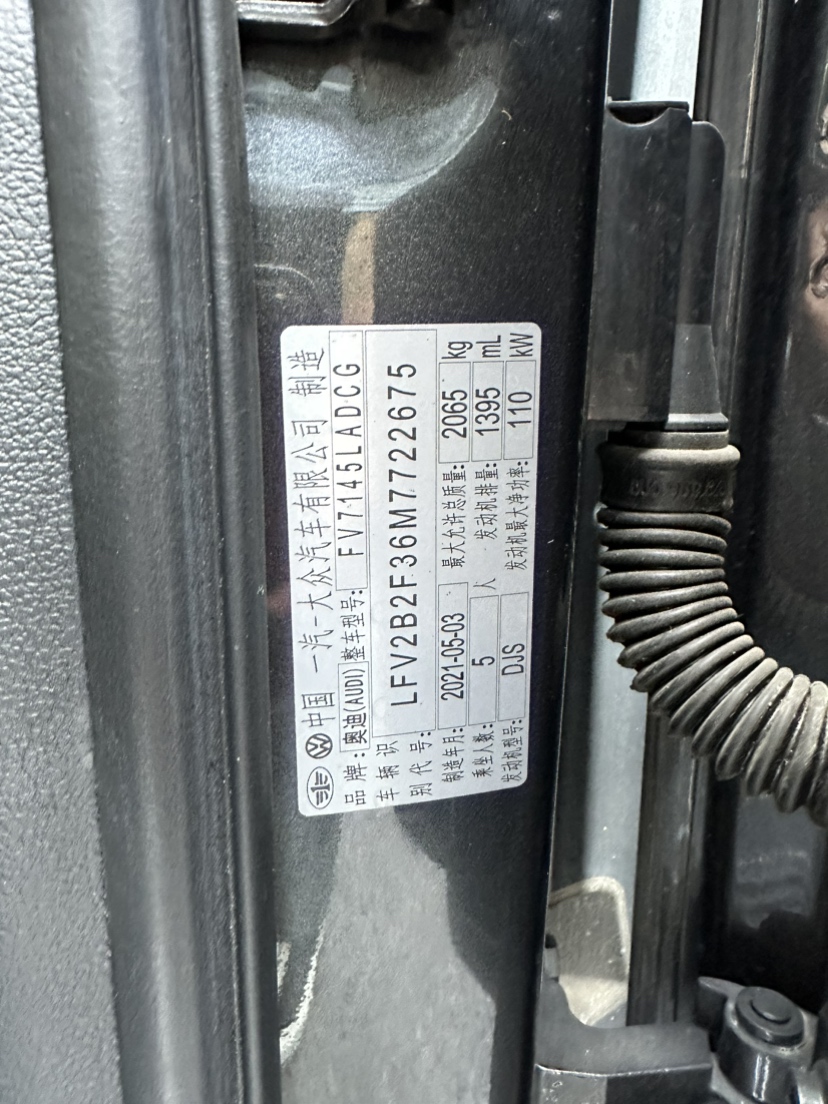 中国 一汽-大众汽车有限公司 制造
品牌: 奥迪(AUDI) 整车型号: FV7145LADCG
车辆识别代号: LFV2B2F36M7722675
制造年月: 2021-05-03 最大允许总质量: 2065 kg
乘坐人数: 5 人 发动机排量: 1395 mL
发动机型号: DJS 发动机最大净功率: 110 kW